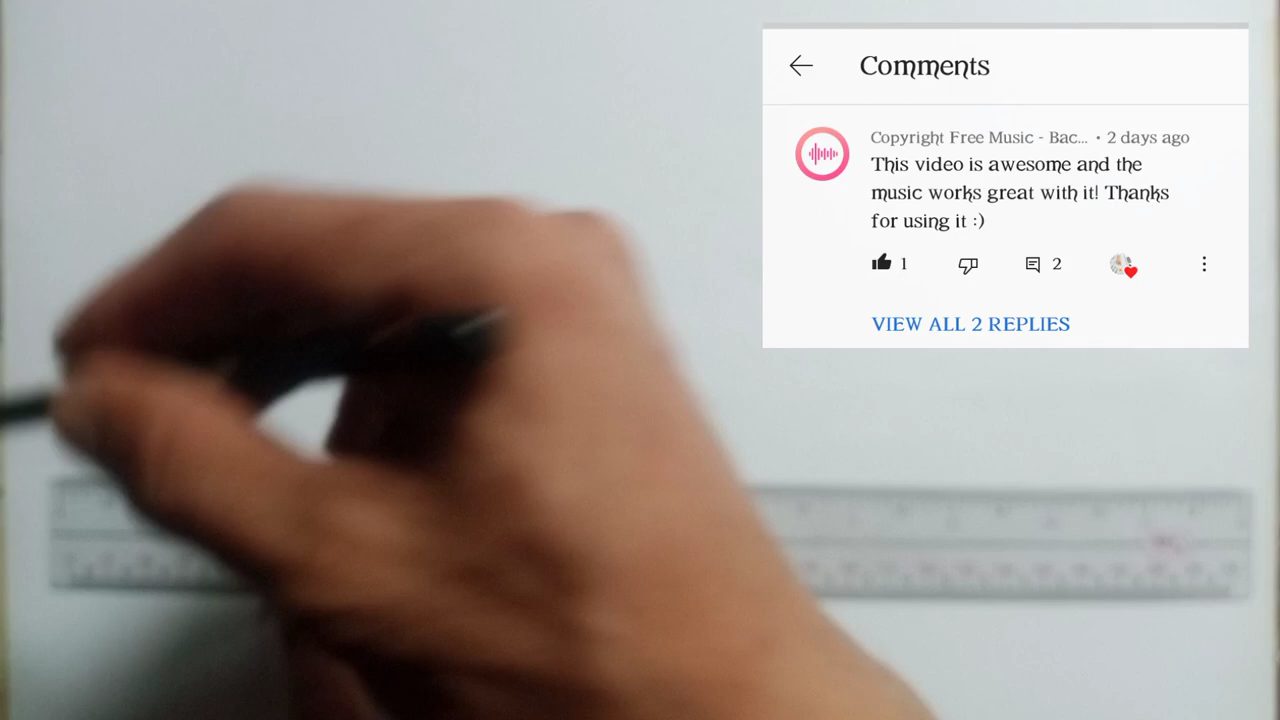 Comments
Copyright Free Music - Bac... • 2 days ago
This video is awesome and the
music works great with it! Thanks
for using it :)
1
2
VIEW ALL 2 REPLIES